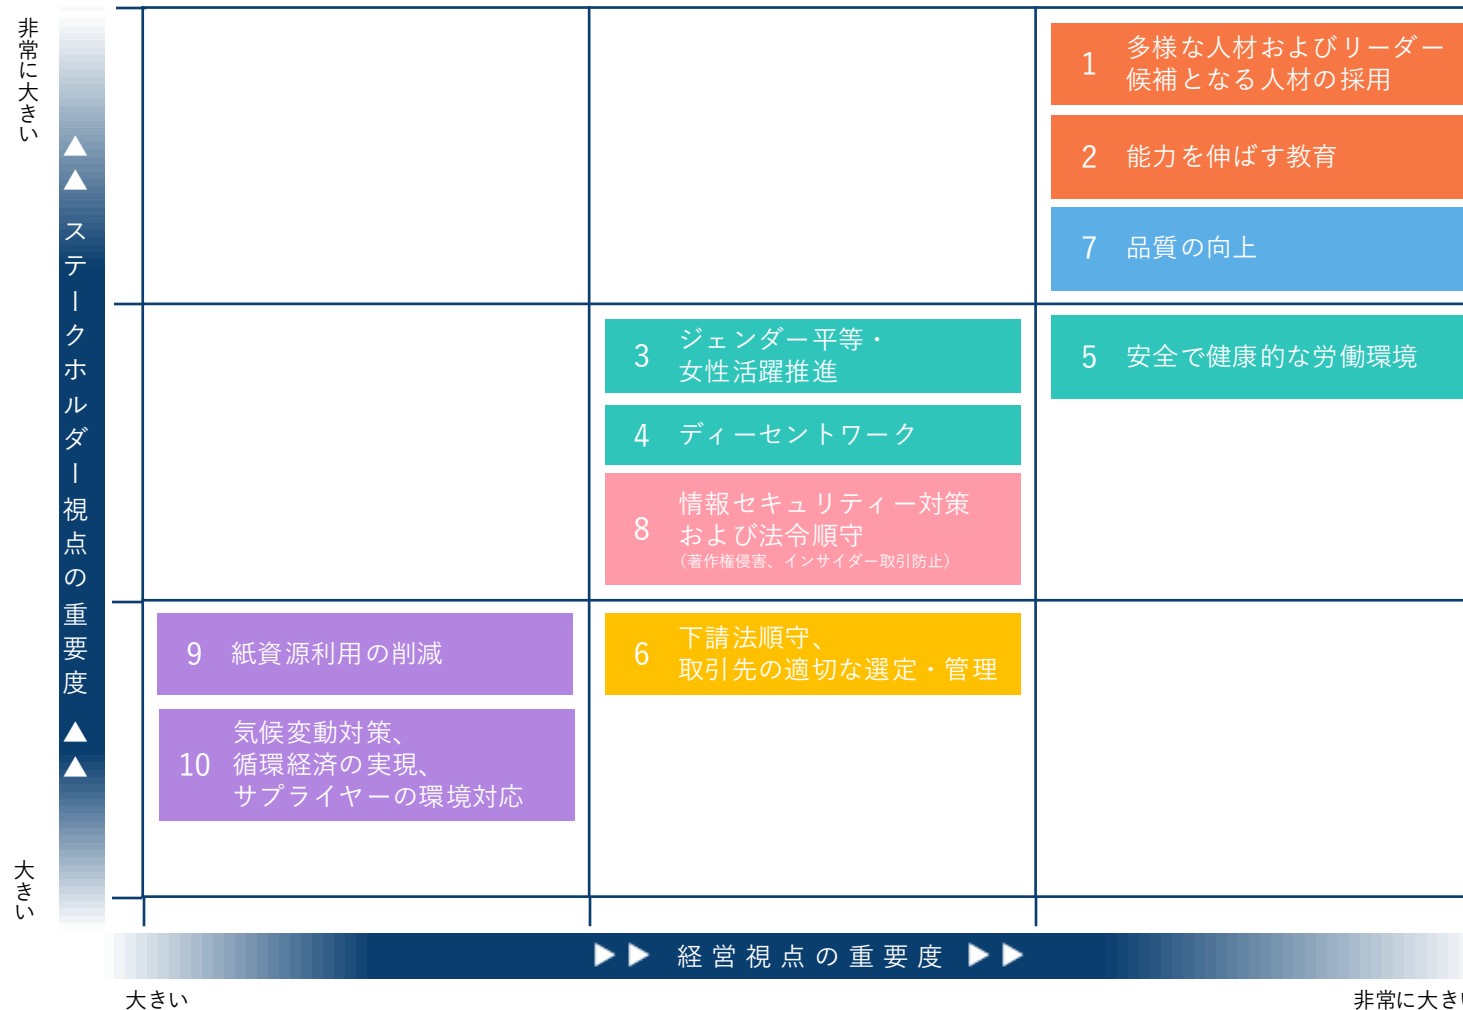 非常に大きい
▲▲ ステークホルダー視点の重要度 ▲▲
大きい
1 多様な人材およびリーダー
候補となる人材の採用
2 能力を伸ばす教育
7 品質の向上
3 ジェンダー平等・
女性活躍推進
4 ディーセントワーク
8 情報セキュリティー対策
および法令順守
(著作権侵害、インサイダー取引防止)
5 安全で健康的な労働環境
9 紙資源利用の削減
10 気候変動対策、
循環経済の実現、
サプライヤーの環境対応
6 下請法順守、
取引先の適切な選定・管理
▶▶ 経営視点の重要度 ▶▶
大きい
非常に大きい